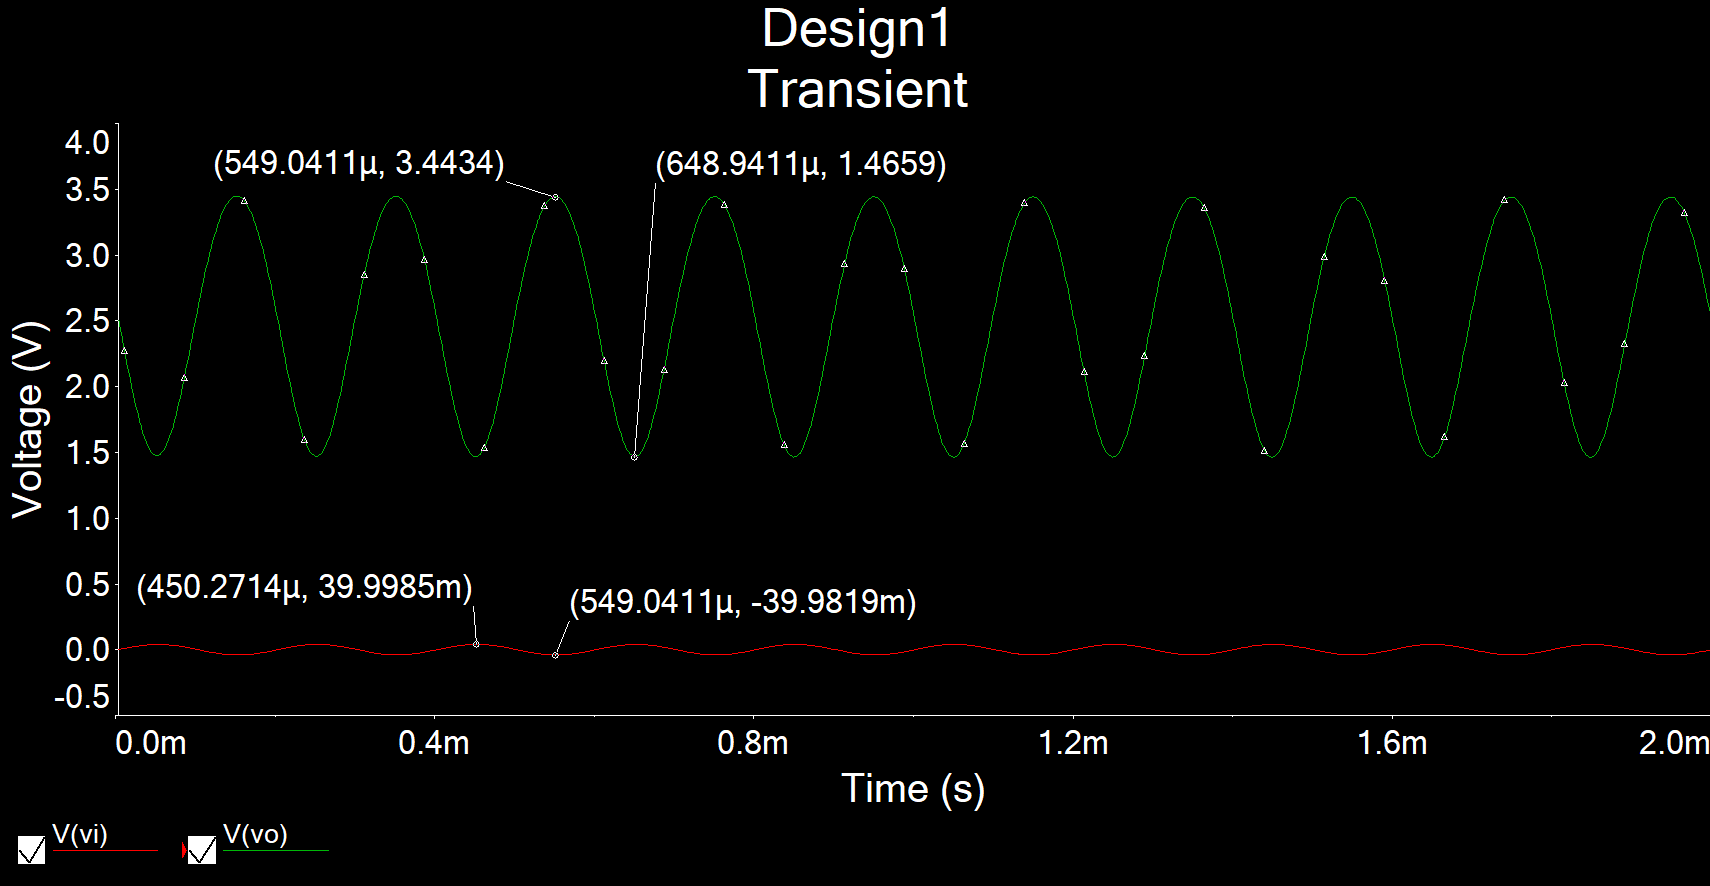 Design1
Transient
(549.0411µ, 3.4434)
(648.9411µ, 1.4659)
4.0
3.5
3.0
2.5
2.0
1.5
1.0
0.5
0.0
-0.5
Voltage (V)
(450.2714µ, 39.9985m)
(549.0411µ, -39.9819m)
0.0m 0.4m 0.8m 1.2m 1.6m 2.0m
Time (s)
V(vi) V(vo)